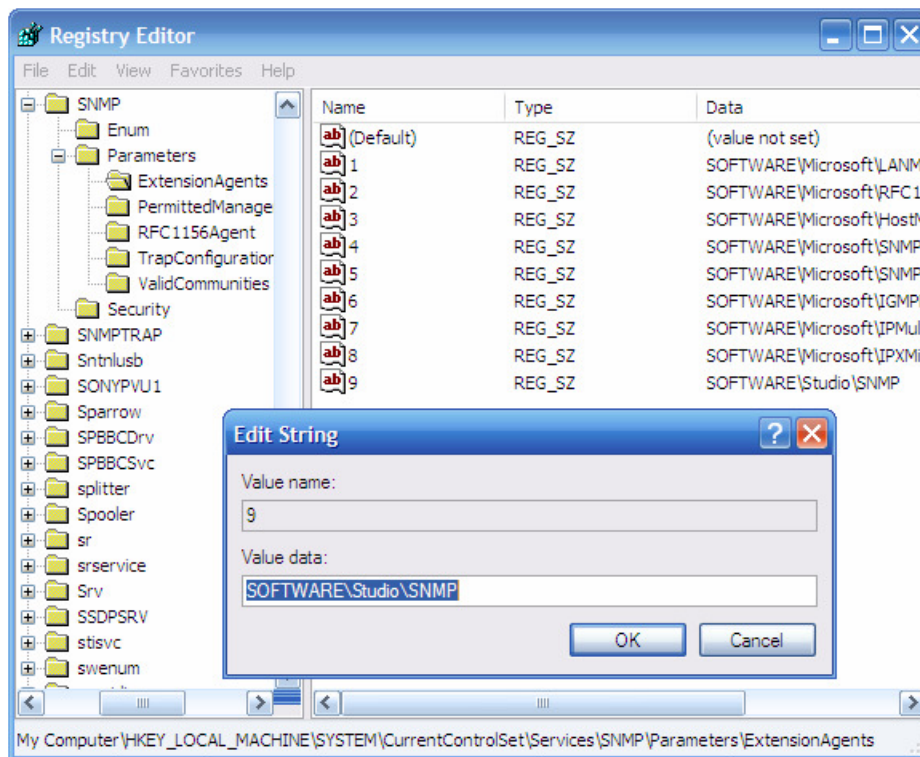 Registry Editor
File Edit View Favorites Help
SNMP
Enum
Parameters
ExtensionAgents
PermittedManage
RFC1156Agent
TrapConfiguration
ValidCommunities
Security
SNMPTRAP
Sntnlusb
SONYPVU1
Sparrow
SPBBCDrv
SPBBCSvc
splitter
Spooler
sr
srservice
Srv
SSDPSRV
stisvc
swenum
Name Type Data
(Default) REG_SZ (value not set)
1 REG_SZ SOFTWARE\Microsoft\LANM
2 REG_SZ SOFTWARE\Microsoft\RFC1
3 REG_SZ SOFTWARE\Microsoft\HostM
4 REG_SZ SOFTWARE\Microsoft\SNMP
5 REG_SZ SOFTWARE\Microsoft\SNMP
6 REG_SZ SOFTWARE\Microsoft\IGMP
7 REG_SZ SOFTWARE\Microsoft\IPMul
8 REG_SZ SOFTWARE\Microsoft\IPXMi
9 REG_SZ SOFTWARE\Studio\SNMP
Edit String
Value name:
9
Value data:
SOFTWARE\Studio\SNMP
OK Cancel
My Computer\HKEY_LOCAL_MACHINE\SYSTEM\CurrentControlSet\Services\SNMP\Parameters\ExtensionAgents